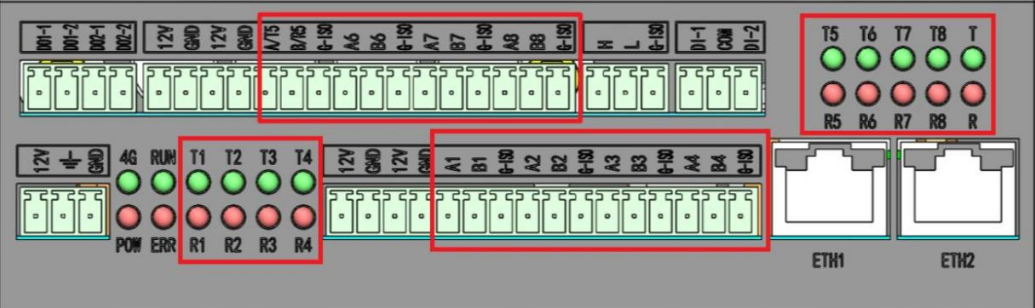 DO1-1 DO1-2 DO2-1 DO2-2 12V GND 12V GND A/T5 B/R5 G-ISO A6 B6 G-ISO A7 B7 G-ISO A8 B8 G-ISO H L G-ISO DI-1 COM DI-2
T5 T6 T7 T8 T
R5 R6 R7 R8 R
12V GND 4G RUN T1 T2 T3 T4 12V GND 12V GND A1 B1 G-ISO A2 B2 G-ISO A3 B3 G-ISO A4 B4 G-ISO
POW ERR R1 R2 R3 R4
ETH1 ETH2